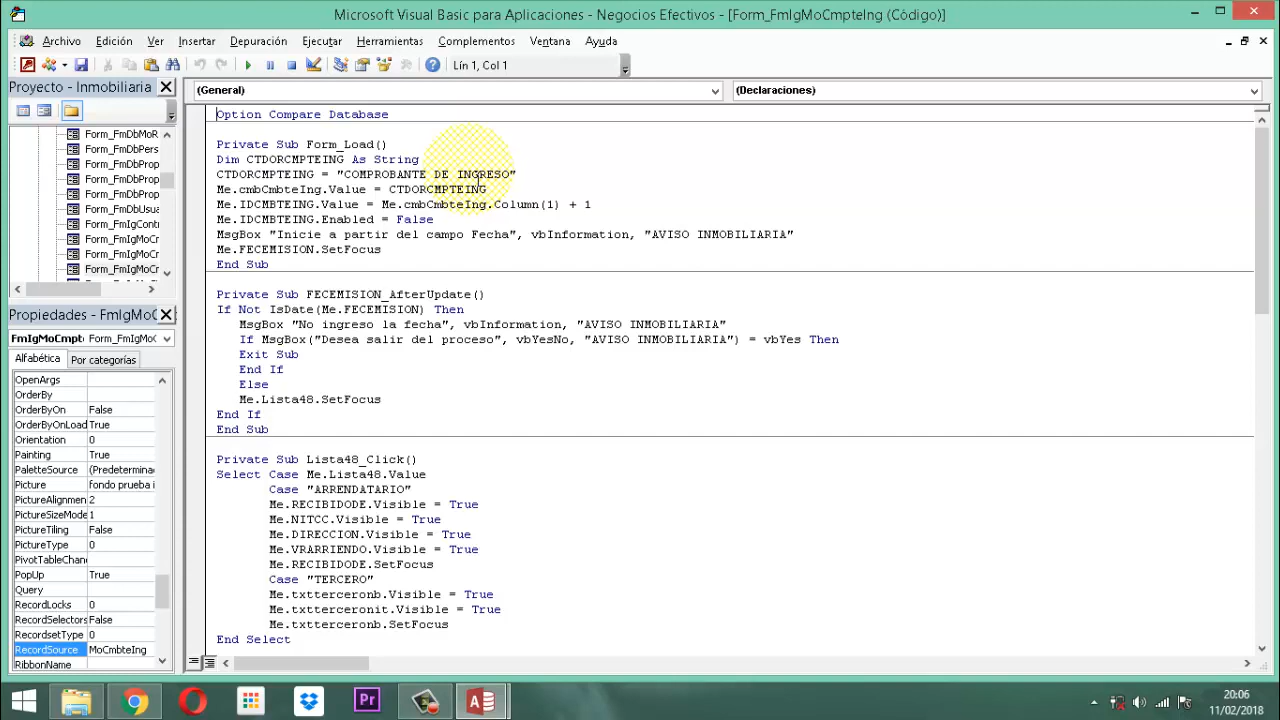 Microsoft Visual Basic para Aplicaciones - Negocios Efectivos - [Form_FmIgMoCmpteIng (Código)]
Archivo Edición Ver Insertar Depuración Ejecutar Herramientas Complementos Ventana Ayuda
Lín 1, Col 1
Proyecto - Inmobiliaria
Form_FmDbMoR
Form_FmDbPers
Form_FmDbProp
Form_FmDbProp
Form_FmDbProp
Form_FmDbUsua
Form_FmIgContr
Form_FmIgMoCr
Form_FmIgMoCr
Form_FmIgMoCr
Propiedades - FmIgMoC
FmIgMoCmpt Form_FmIgMoC
Alfabética Por categorías
OpenArgs
OrderBy
OrderByOn False
OrderByOnLoad True
Orientation 0
Painting True
PaletteSource (Predetermina
Picture fondo prueba i
PictureAlignmen 2
PictureSizeMode 1
PictureTiling False
PictureType 0
PivotTableChan
PopUp True
Query
RecordLocks 0
RecordSelectors False
RecordsetType 0
RecordSource MoCmbteIng
RibbonName
(General) (Declaraciones)
Option Compare Database
Private Sub Form_Load()
Dim CTDORCMPTEING As String
CTDORCMPTEING = "COMPROBANTE DE INGRESO"
Me.cmbCmbteIng.Value = CTDORCMPTEING
Me.IDCMBTEING.Value = Me.cmbCmbteIng.Column(1) + 1
Me.IDCMBTEING.Enabled = False
MsgBox "Inicie a partir del campo Fecha", vbInformation, "AVISO INMOBILIARIA"
Me.FECEMISION.SetFocus
End Sub
Private Sub FECEMISION_AfterUpdate()
If Not IsDate(Me.FECEMISION) Then
MsgBox "No ingreso la fecha", vbInformation, "AVISO INMOBILIARIA"
If MsgBox("Desea salir del proceso", vbYesNo, "AVISO INMOBILIARIA") = vbYes Then
Exit Sub
End If
Else
Me.Lista48.SetFocus
End If
End Sub
Private Sub Lista48_Click()
Select Case Me.Lista48.Value
Case "ARRENDATARIO"
Me.RECIBIDODE.Visible = True
Me.NITCC.Visible = True
Me.DIRECCION.Visible = True
Me.VRARRIENDO.Visible = True
Me.RECIBIDODE.SetFocus
Case "TERCERO"
Me.txtterceronb.Visible = True
Me.txtterceronit.Visible = True
Me.txtterceronb.SetFocus
End Select
Pr
20:06
11/02/2018